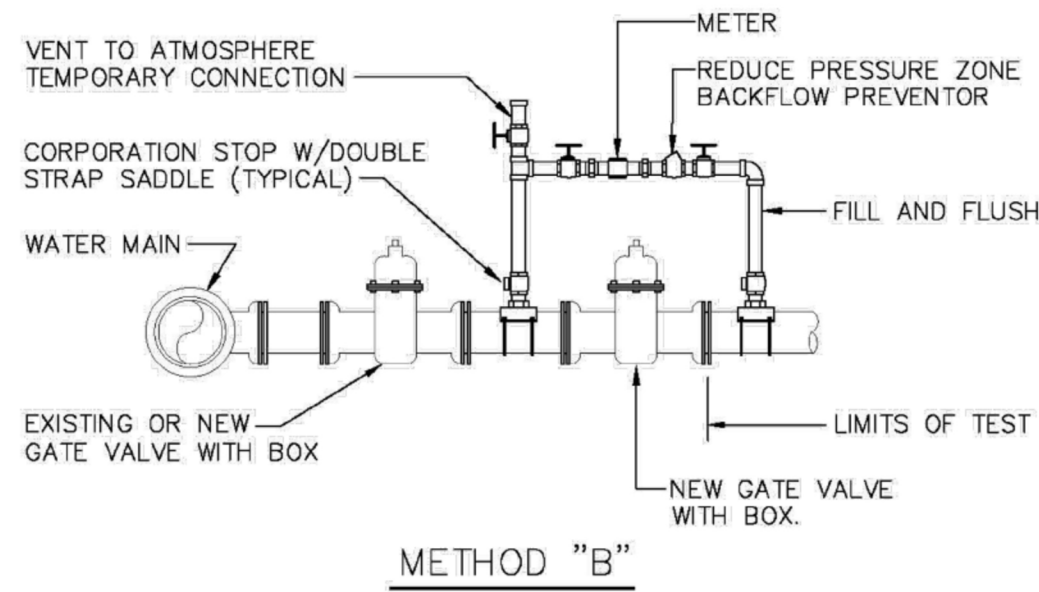 VENT TO ATMOSPHERE
TEMPORARY CONNECTION
METER
REDUCE PRESSURE ZONE
BACKFLOW PREVENTOR
CORPORATION STOP W/DOUBLE
STRAP SADDLE (TYPICAL)
FILL AND FLUSH
WATER MAIN
EXISTING OR NEW
GATE VALVE WITH BOX
LIMITS OF TEST
NEW GATE VALVE
WITH BOX.
METHOD "B"